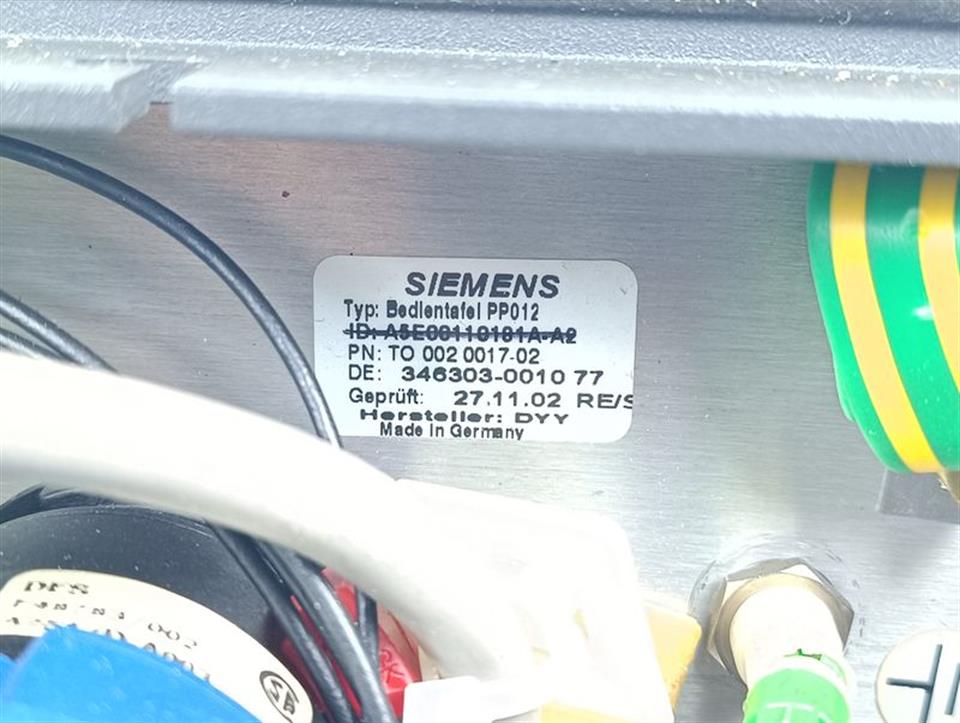 SIEMENS
Typ: Bedientafel PP012
ID: A5E00110181A-A2
PN: TO 002 0017-02
DE: 346303-0010 77
Geprüft: 27.11.02 RE/S
Hersteller: DYY
Made in Germany